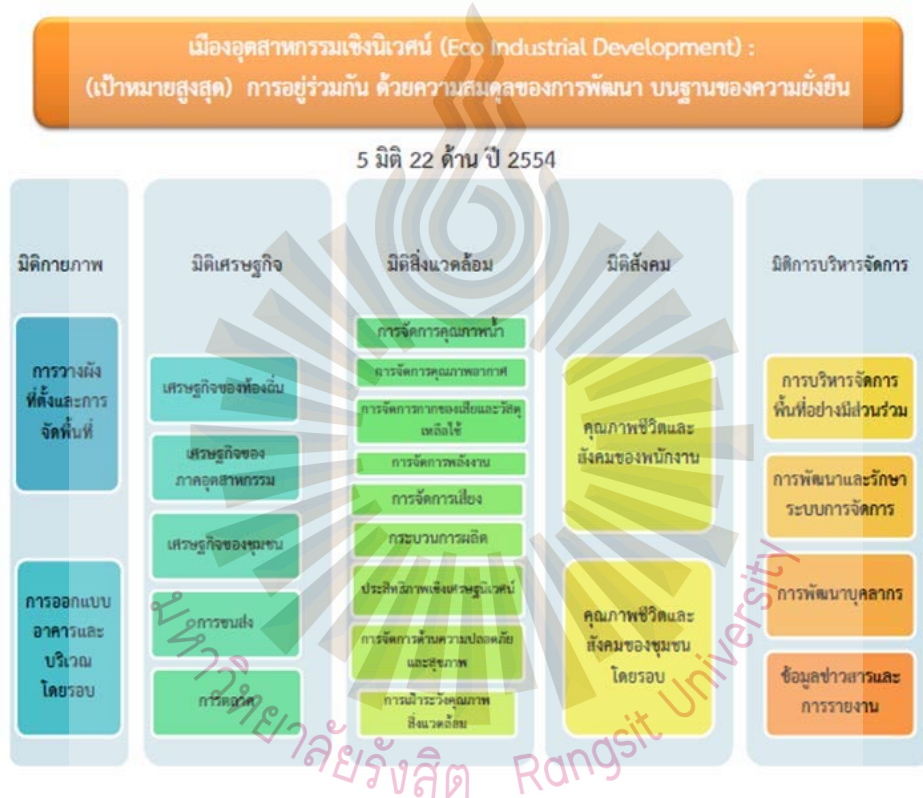 เมืองอุตสาหกรรมเชิงนิเวศน์ (Eco Industrial Development) :
(เป้าหมายสูงสุด) การอยู่ร่วมกัน ด้วยความสมดุลของการพัฒนา บนฐานของความยั่งยืน
5 มิติ 22 ด้าน ปี 2554
มิติกายภาพ
การวางผัง
ที่ตั้งและการ
จัดพื้นที่
การออกแบบ
อาคารและ
บริเวณ
โดยรอบ
มิติเศรษฐกิจ
เศรษฐกิจของท้องถิ่น
เศรษฐกิจของ
ภาคอุตสาหกรรม
เศรษฐกิจของชุมชน
การขนส่ง
การตลาด
มิติสิ่งแวดล้อม
การจัดการคุณภาพน้ำ
การจัดการคุณภาพอากาศ
การจัดการกากของเสียและวัสดุ
เหลือใช้
การจัดการพลังงาน
การจัดการเสียง
กระบวนการผลิต
ประสิทธิภาพเชิงเศรษฐนิเวศน์
การจัดการด้านความปลอดภัย
และสุขภาพ
การเฝ้าระวังคุณภาพ
สิ่งแวดล้อม
มิติสังคม
คุณภาพชีวิตและ
สังคมของพนักงาน
คุณภาพชีวิตและ
สังคมของชุมชน
โดยรอบ
มิติการบริหารจัดการ
การบริหารจัดการ
พื้นที่อย่างมีส่วนร่วม
การพัฒนาและรักษา
ระบบการจัดการ
การพัฒนาบุคลากร
ข้อมูลข่าวสารและ
การรายงาน
มหาวิทยาลัยรังสิต Rangsit University